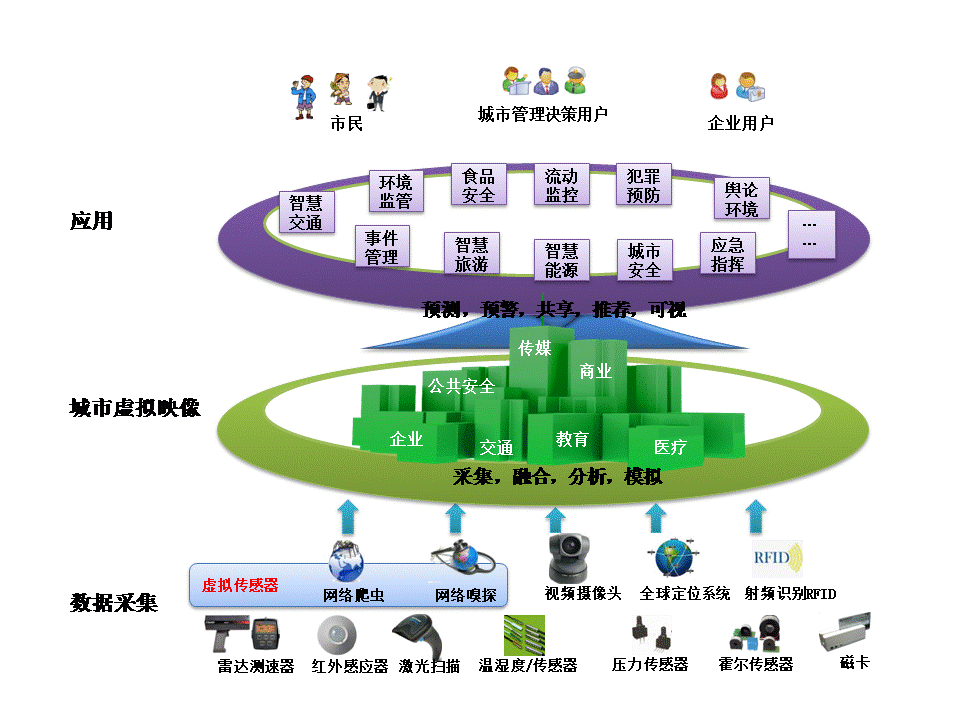 市民
城市管理决策用户
企业用户
应用
智慧
交通
环境
监管
食品
安全
流动
监控
犯罪
预防
舆论
环境
...
...
事件
管理
智慧
旅游
智慧
能源
城市
安全
应急
指挥
预测，预警，共享，推荐，可视
城市虚拟映像
传媒
商业
公共安全
企业
交通
教育
医疗
采集，融合，分析，模拟
数据采集
虚拟传感器
网络爬虫
网络嗅探
视频摄像头
全球定位系统
RFID
射频识别RFID
雷达测速器
红外感应器
激光扫描
温湿度/传感器
压力传感器
霍尔传感器
磁卡